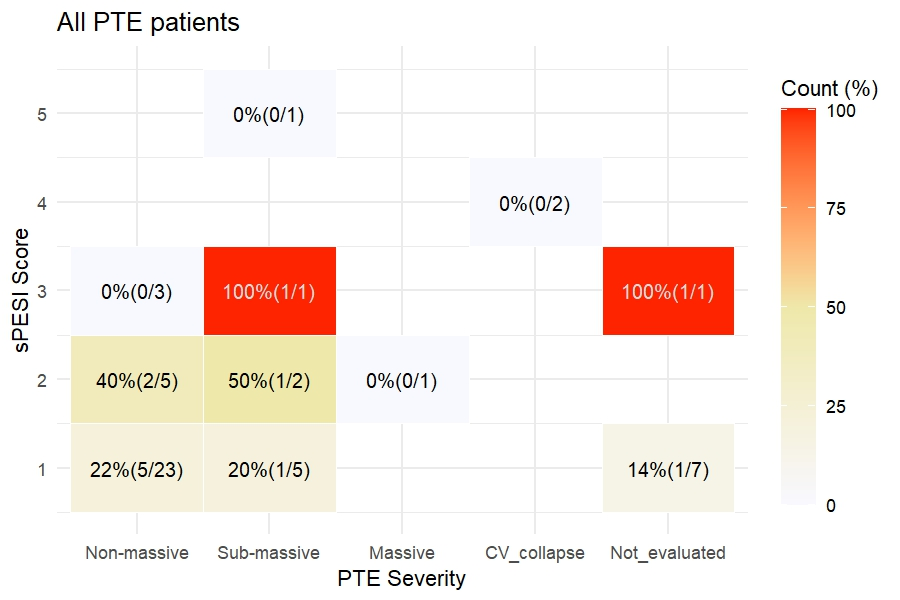 All PTE patients
Count (%)
100
75
50
25
0
sPESI Score
5
0%(0/1)
4
0%(0/2)
3
0%(0/3) 100%(1/1) 100%(1/1)
2
40%(2/5) 50%(1/2) 0%(0/1)
1
22%(5/23) 20%(1/5) 14%(1/7)
Non-massive Sub-massive Massive CV_collapse Not_evaluated
PTE Severity